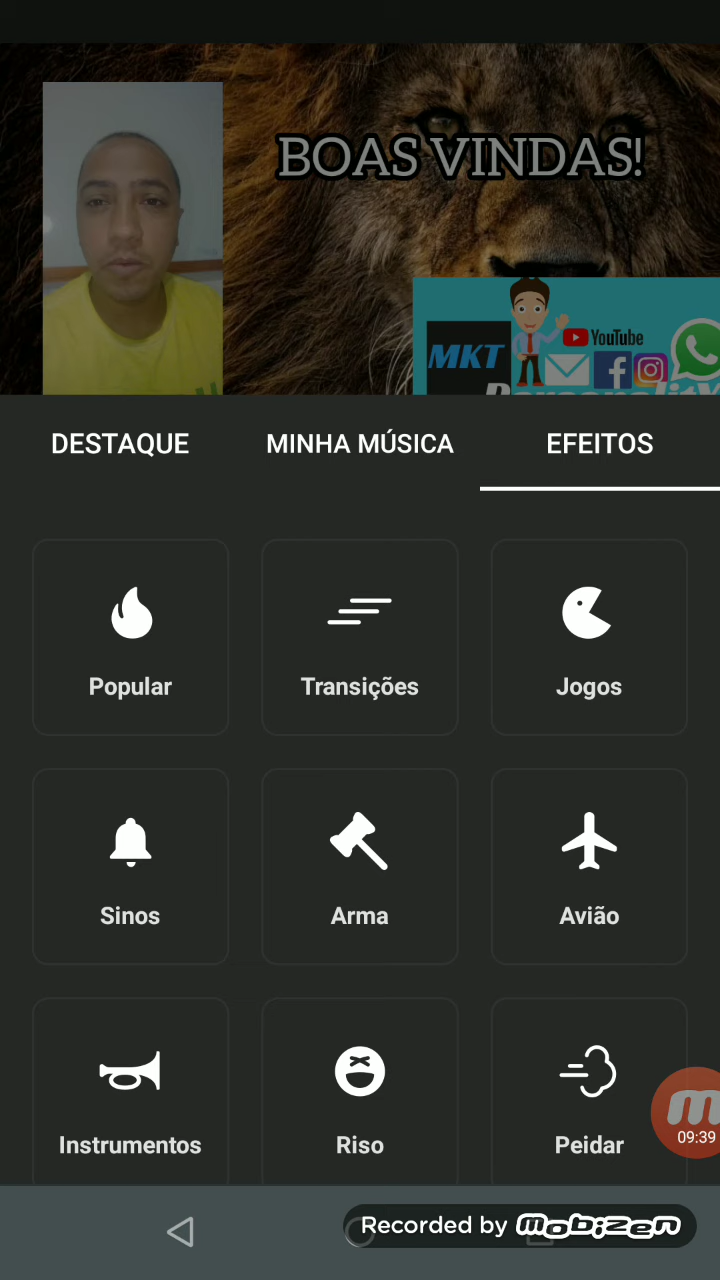 BOAS VINDAS!
MKT
YouTube
DESTAQUE
MINHA MÚSICA
EFEITOS
Popular
Transições
Jogos
Sinos
Arma
Avião
Instrumentos
Riso
Peidar
09:39
Recorded by mobizen